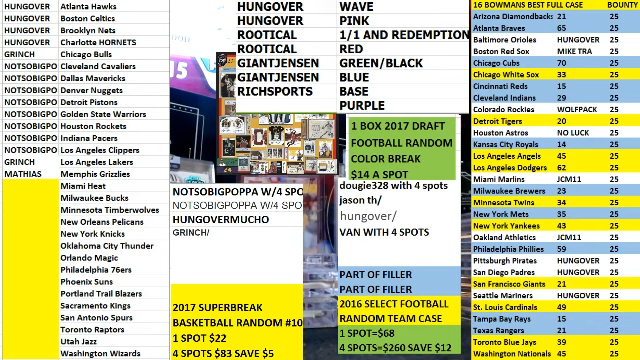 HUNGOVER Atlanta Hawks
HUNGOVER Boston Celtics
HUNGOVER Brooklyn Nets
HUNGOVER Charlotte HORNETS
GRINCH Chicago Bulls
NOTSOBIGPO Cleveland Cavaliers
NOTSOBIGPO Dallas Mavericks
NOTSOBIGPO Denver Nuggets
NOTSOBIGPO Detroit Pistons
NOTSOBIGPO Golden State Warriors
NOTSOBIGPO Houston Rockets
NOTSOBIGPO Indiana Pacers
NOTSOBIGPO Los Angeles Clippers
GRINCH Los Angeles Lakers
MATHIAS Memphis Grizzlies
Miami Heat
Milwaukee Bucks
Minnesota Timberwolves
New Orleans Pelicans
New York Knicks
Oklahoma City Thunder
Orlando Magic
Philadelphia 76ers
Phoenix Suns
Portland Trail Blazers
Sacramento Kings
San Antonio Spurs
Toronto Raptors
Utah Jazz
Washington Wizards
HUNGOVER WAVE
HUNGOVER PINK
ROOTICAL 1/1 AND REDEMPTION
ROOTICAL RED
GIANTJENSEN GREEN/BLACK
GIANTJENSEN BLUE
RICHSPORTS BASE
PURPLE
1 BOX 2017 DRAFT
FOOTBALL RANDOM
COLOR BREAK
$14 A SPOT
NOTSOBIGPOPPA W/4 SPO
NOTSOBIGPOPPA W/4 SPO
HUNGOVERMUCHO
GRINCH/
dougie328 with 4 spots
jason th/
hungover/
VAN WITH 4 SPOTS
2017 SUPERBREAK
BASKETBALL RANDOM #10
1 SPOT $22
4 SPOTS $83 SAVE $5
PART OF FILLER
PART OF FILLER
2016 SELECT FOOTBALL
RANDOM TEAM CASE
1 SPOT=$68
4 SPOTS=$260 SAVE $12
16 BOWMANS BEST FULL CASE BOUNTY
Arizona Diamondbacks 21 25
Atlanta Braves 65 25
Baltimore Orioles HUNGOVER 25
Boston Red Sox MIKE TRA 25
Chicago Cubs 70 25
Chicago White Sox 33 25
Cincinnati Reds 15 25
Cleveland Indians 29 25
Colorado Rockies WOLFPACK 25
Detroit Tigers 20 25
Houston Astros NO LUCK 25
Kansas City Royals 14 25
Los Angeles Angels 45 25
Los Angeles Dodgers 62 25
Miami Marlins JCM11 25
Milwaukee Brewers 23 25
Minnesota Twins 34 25
New York Mets 35 25
New York Yankees 43 25
Oakland Athletics JCM11 25
Philadelphia Phillies 59 25
Pittsburgh Pirates HUNGOVER 25
San Diego Padres HUNGOVER 25
San Francisco Giants 21 25
Seattle Mariners HUNGOVER 25
St. Louis Cardinals 49 25
Tampa Bay Rays 15 25
Texas Rangers 21 25
Toronto Blue Jays 39 25
Washington Nationals 45 25